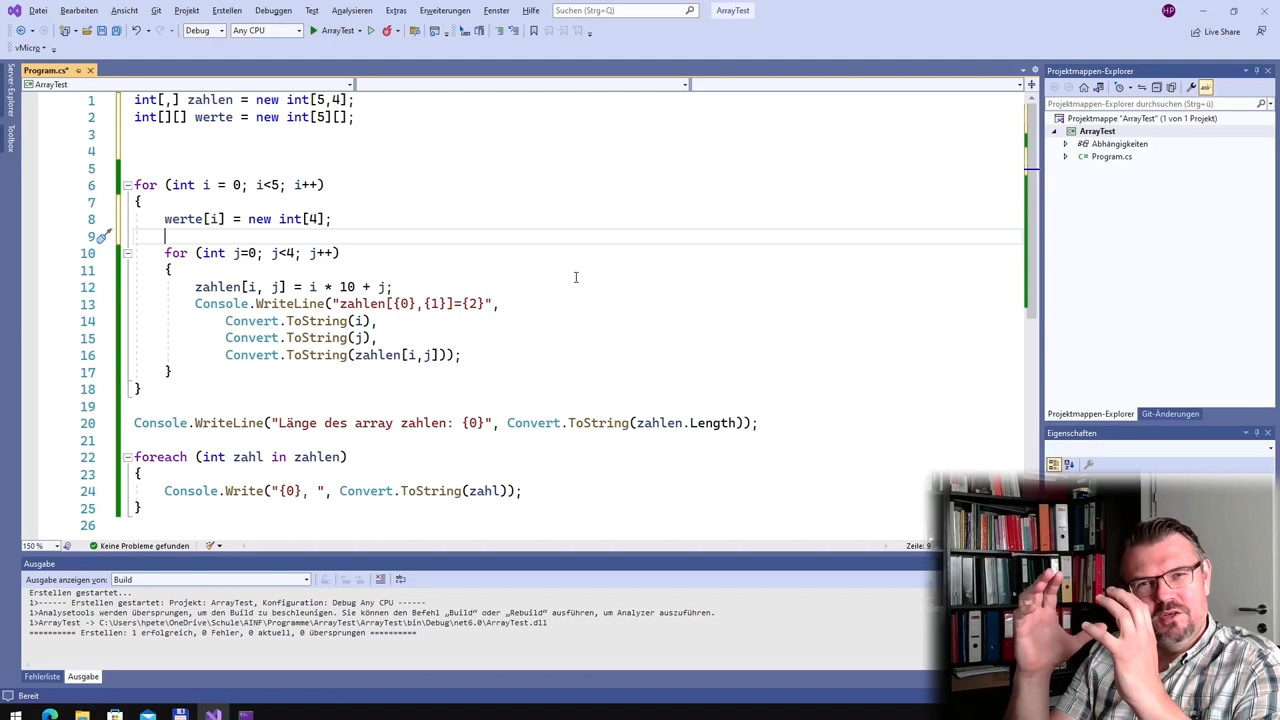 Datei Bearbeiten Ansicht Git Projekt Erstellen Debuggen Test Analysieren Extras Erweiterungen Fenster Hilfe Suchen (Strg+Q) ArrayTest HP
Debug Any CPU ArrayTest Live Share
vMicro
Server-Explorer
Toolbox
Program.cs*
ArrayTest
1 int[,] zahlen = new int[5,4];
2 int[][] werte = new int[5][];
3
4
5
6 for (int i = 0; i<5; i++)
7 {
8 werte[i] = new int[4];
9
10 for (int j=0; j<4; j++)
11 {
12 zahlen[i, j] = i * 10 + j;
13 Console.WriteLine("zahlen[{0},{1}]={2}",
14 Convert.ToString(i),
15 Convert.ToString(j),
16 Convert.ToString(zahlen[i,j]));
17 }
18 }
19
20 Console.WriteLine("Länge des array zahlen: {0}", Convert.ToString(zahlen.Length));
21
22 foreach (int zahl in zahlen)
23 {
24 Console.Write("{0}, ", Convert.ToString(zahl));
25 }
26
150 % Keine Probleme gefunden Zeile: 9
Projektmappen-Explorer
Projektmappen-Explorer durchsuchen (Strg+ü)
Projektmappe "ArrayTest" (1 von 1 Projekt)
ArrayTest
Abhängigkeiten
Program.cs
Projektmappen-Explorer Git-Änderungen
Eigenschaften
Ausgabe
Ausgabe anzeigen von: Build
Erstellen gestartet...
1>------ Erstellen gestartet: Projekt: ArrayTest, Konfiguration: Debug Any CPU ------
1>Analysetools werden übersprungen, um den Build zu beschleunigen. Sie können den Befehl „Build“ oder „Rebuild“ ausführen, um Analyzer auszuführen.
1>ArrayTest -> C:\Users\hpete\OneDrive\Schule\AINF\Programme\ArrayTest\ArrayTest\bin\Debug\net6.0\ArrayTest.dll
========== Erstellen: 1 erfolgreich, 0 Fehler, 0 aktuell, 0 übersprungen ==========
Fehlerliste Ausgabe
Bereit